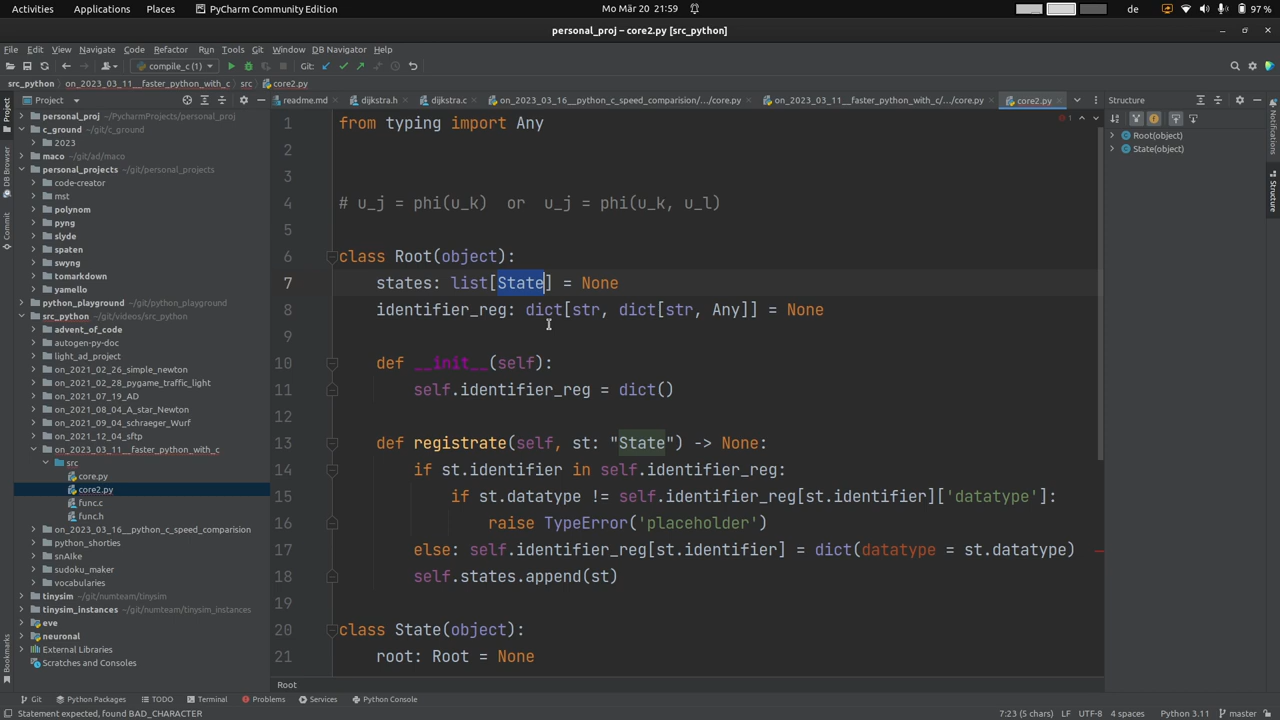 Activities Applications Places PyCharm Community Edition Mo Mär 20 21:59 de 97 %
personal_proj – core2.py [src_python]
File Edit View Navigate Code Refactor Run Tools Git Window DB Navigator Help
compile_c (1) Git:
src_python on_2023_03_11__faster_python_with_c src core2.py
Project readme.md dijkstra.h dijkstra.c on_2023_03_16__python_c_speed_comparision/.../core.py on_2023_03_11__faster_python_with_c/.../core.py core2.py Structure
personal_proj ~/PycharmProjects/personal_proj
c_ground ~/git/c_ground
2023
maco ~/git/ad/maco
personal_projects ~/git/personal_projects
code-creator
mst
polynom
pyng
slyde
spaten
swyng
tomarkdown
yamello
python_playground ~/git/python_playground
src_python ~/git/src_python
advent_of_code
autogen-py-doc
light_ad_project
on_2021_02_26_simple_newton
on_2021_02_28_pygame_traffic_light
on_2021_07_19_AD
on_2021_08_04_A_star_Newton
on_2021_09_04_schraeger_Wurf
on_2021_12_04_sftp
on_2023_03_11__faster_python_with_c
src
core.py
core2.py
func.c
func.h
on_2023_03_16__python_c_speed_comparision
python_shorties
snAIke
sudoku_maker
vocabularies
tinysim ~/git/numteam/tinysim
tinysim_instances ~/git/numteam/tinysim_instances
eve
neuronal
External Libraries
Scratches and Consoles
Project
DB Browser
Commit
Bookmarks
1 from typing import Any
2
3
4 # u_j = phi(u_k) or u_j = phi(u_k, u_l)
5
6 class Root(object):
7 states: list[State] = None
8 identifier_reg: dict[str, dict[str, Any]] = None
9
10 def __init__(self):
11 self.identifier_reg = dict()
12
13 def registrate(self, st: "State") -> None:
14 if st.identifier in self.identifier_reg:
15 if st.datatype != self.identifier_reg[st.identifier]['datatype']:
16 raise TypeError('placeholder')
17 else: self.identifier_reg[st.identifier] = dict(datatype = st.datatype)
18 self.states.append(st)
19
20 class State(object):
21 root: Root = None
1
Root
Root(object)
State(object)
Notifications
Structure
Git Python Packages TODO Terminal Problems Services Python Console
Statement expected, found BAD_CHARACTER 7:23 (5 chars) LF UTF-8 4 spaces Python 3.11 master